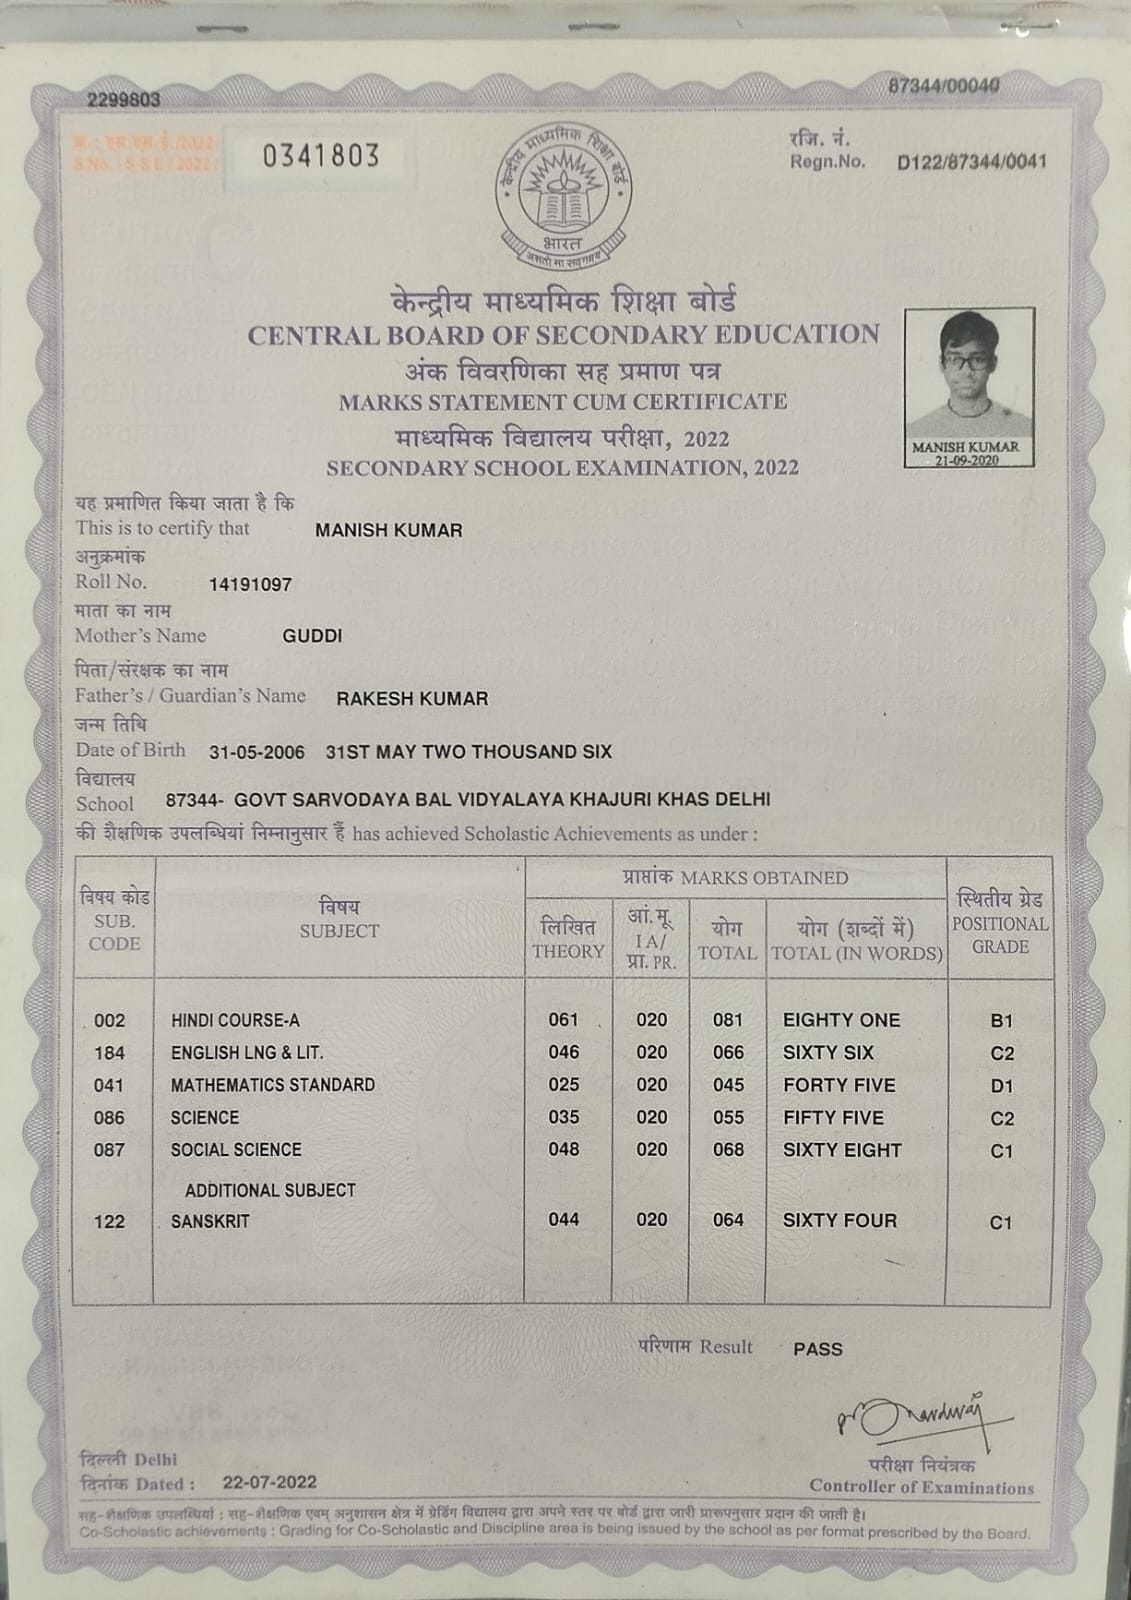 2299803
87344/00040
क्र.: एस.एस.ई./2022/
S.No. : S S E / 2022 /
0341803
रजि. नं.
Regn.No. D122/87344/0041
केन्द्रीय माध्यमिक शिक्षा बोर्ड
भारत
असतो मा सद्गमय
केन्द्रीय माध्यमिक शिक्षा बोर्ड
CENTRAL BOARD OF SECONDARY EDUCATION
अंक विवरणिका सह प्रमाण पत्र
MARKS STATEMENT CUM CERTIFICATE
माध्यमिक विद्यालय परीक्षा, 2022
SECONDARY SCHOOL EXAMINATION, 2022
MANISH KUMAR
21-09-2020
यह प्रमाणित किया जाता है कि
This is to certify that MANISH KUMAR
अनुक्रमांक
Roll No. 14191097
माता का नाम
Mother's Name GUDDI
पिता/संरक्षक का नाम
Father's / Guardian's Name RAKESH KUMAR
जन्म तिथि
Date of Birth 31-05-2006 31ST MAY TWO THOUSAND SIX
विद्यालय
School 87344- GOVT SARVODAYA BAL VIDYALAYA KHAJURI KHAS DELHI
की शैक्षणिक उपलब्धियां निम्नानुसार हैं has achieved Scholastic Achievements as under :
विषय कोड
SUB.
CODE
विषय
SUBJECT
प्राप्तांक MARKS OBTAINED
लिखित
THEORY
आं.मू.
I A/
प्रा. PR.
योग
TOTAL
योग (शब्दों में)
TOTAL (IN WORDS)
स्थितीय ग्रेड
POSITIONAL
GRADE
002 HINDI COURSE-A 061 020 081 EIGHTY ONE B1
184 ENGLISH LNG & LIT. 046 020 066 SIXTY SIX C2
041 MATHEMATICS STANDARD 025 020 045 FORTY FIVE D1
086 SCIENCE 035 020 055 FIFTY FIVE C2
087 SOCIAL SCIENCE 048 020 068 SIXTY EIGHT C1
ADDITIONAL SUBJECT
122 SANSKRIT 044 020 064 SIXTY FOUR C1
परिणाम Result PASS
दिल्ली Delhi
दिनांक Dated : 22-07-2022
परीक्षा नियंत्रक
Controller of Examinations
सह-शैक्षणिक उपलब्धियां : सह-शैक्षणिक एवम् अनुशासन क्षेत्र में ग्रेडिंग विद्यालय द्वारा अपने स्तर पर बोर्ड द्वारा जारी प्रारूपनुसार प्रदान की जाती है।
Co-Scholastic achievements : Grading for Co-Scholastic and Discipline area is being issued by the school as per format prescribed by the Board.